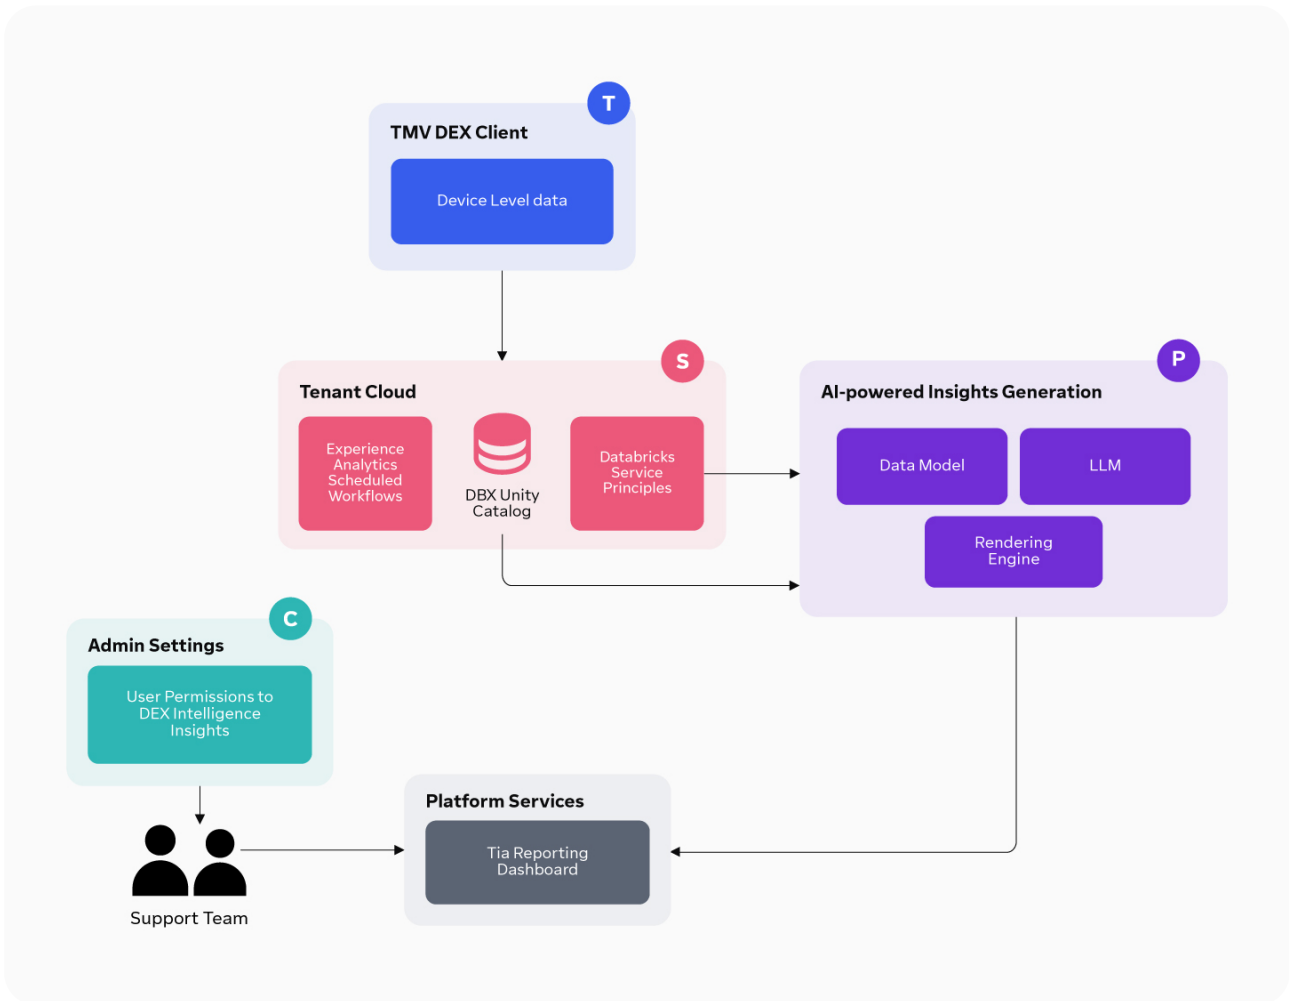 T
TMV DEX Client
Device Level data
S
Tenant Cloud
Experience
Analytics
Scheduled
Workflows
DBX Unity
Catalog
Databricks
Service
Principles
P
AI-powered Insights Generation
Data Model
LLM
Rendering
Engine
C
Admin Settings
User Permissions to
DEX Intelligence
Insights
Support Team
Platform Services
Tia Reporting
Dashboard